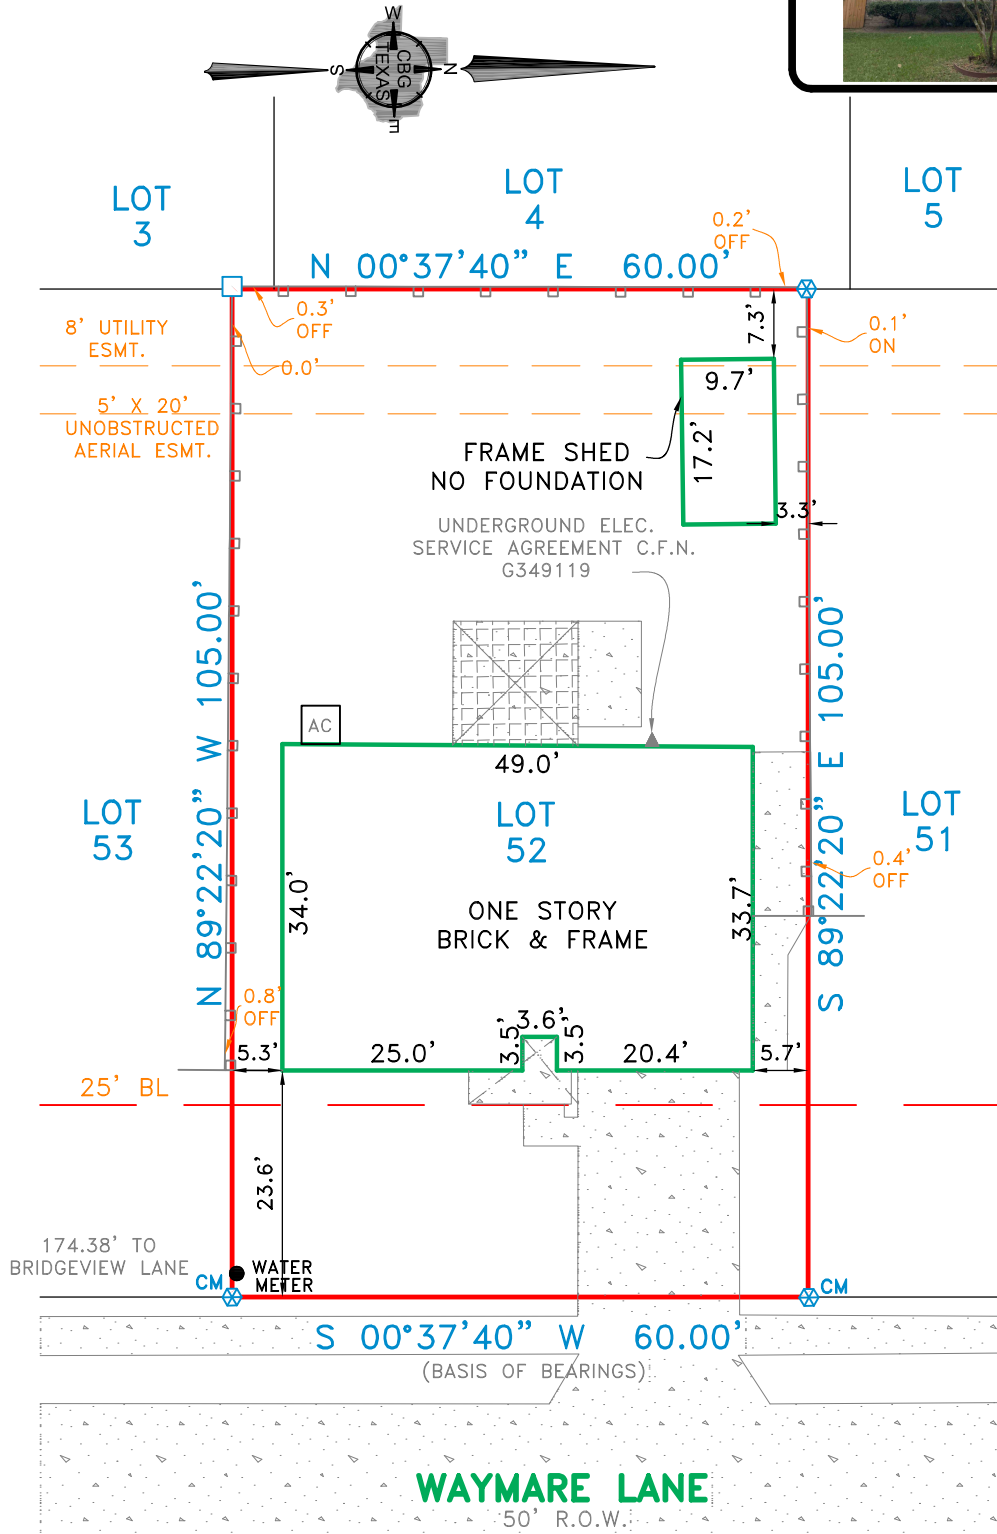 W
S
CBG
TEXAS
N
E
LOT
3
LOT
4
LOT
5
0.2'
OFF
N 00°37'40" E 60.00'
0.3'
OFF
8' UTILITY
ESMT.
0.0'
7.3'
0.1'
ON
9.7'
5' X 20'
UNOBSTRUCTED
AERIAL ESMT.
FRAME SHED
NO FOUNDATION
17.2'
3.3'
UNDERGROUND ELEC.
SERVICE AGREEMENT C.F.N.
G349119
N 89°22'20" W 105.00'
S 89°22'20" E 105.00'
AC
49.0'
LOT
53
LOT
52
LOT
51
0.4'
OFF
34.0'
33.7'
ONE STORY
BRICK & FRAME
0.8'
OFF
5.3'
25.0'
3.5'
3.6'
3.5'
20.4'
5.7'
25' BL
23.6'
174.38' TO
BRIDGEVIEW LANE
WATER
METER
CM
CM
S 00°37'40" W 60.00'
(BASIS OF BEARINGS)
WAYMARE LANE
50' R.O.W.